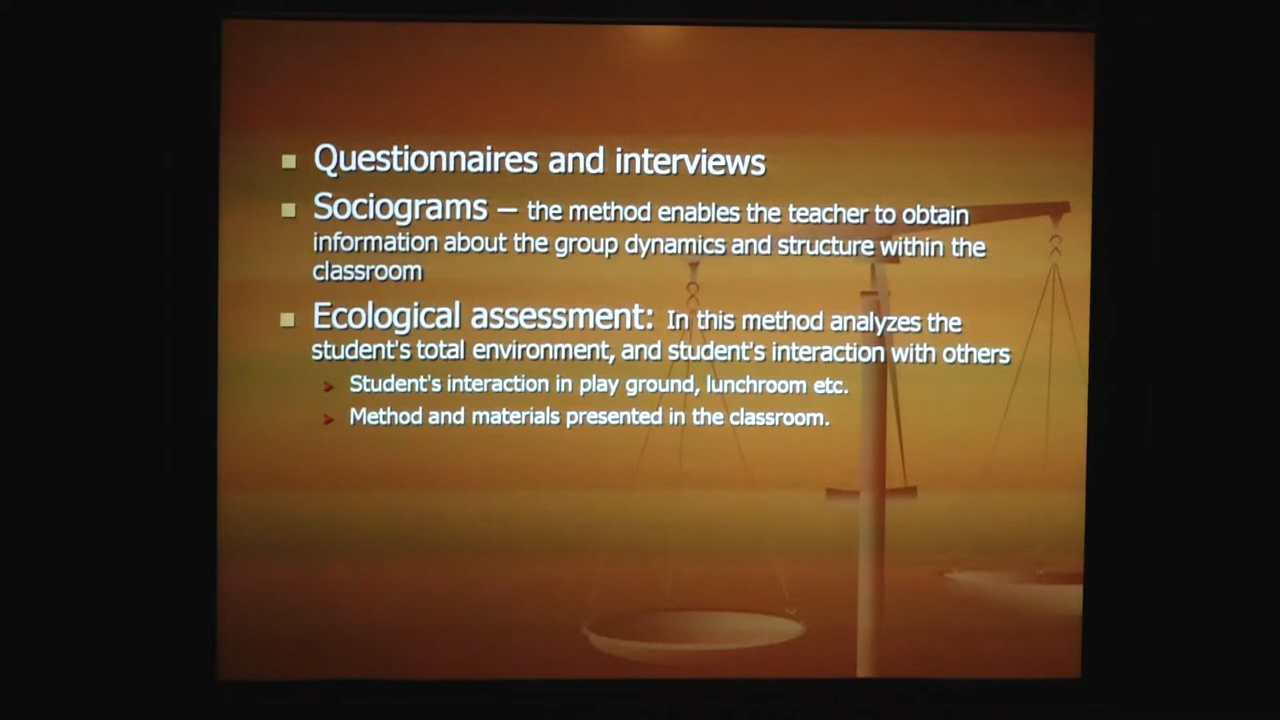 Questionnaires and interviews
Sociograms – the method enables the teacher to obtain
information about the group dynamics and structure within the
classroom
Ecological assessment: In this method analyzes the
student's total environment, and student's interaction with others
Student's interaction in play ground, lunchroom etc.
Method and materials presented in the classroom.